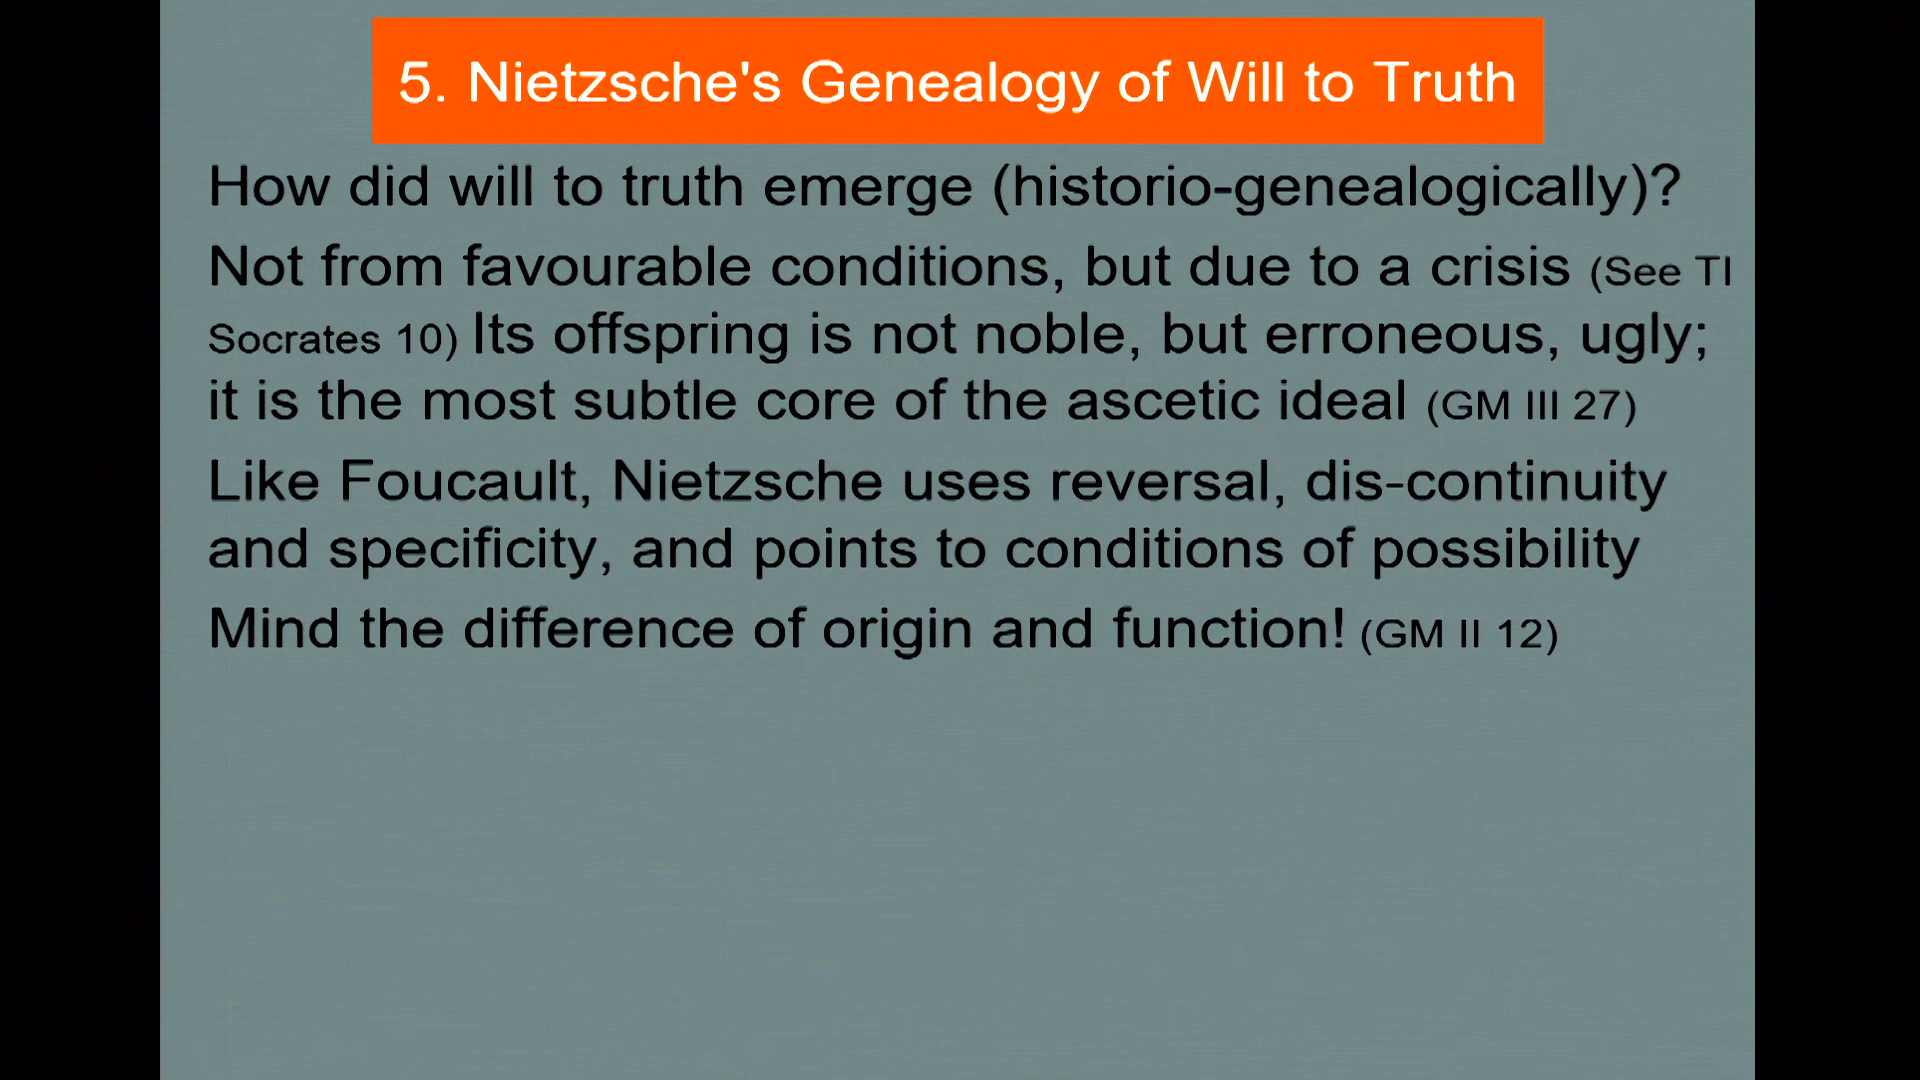 5. Nietzsche's Genealogy of Will to Truth
How did will to truth emerge (historio-genealogically)?
Not from favourable conditions, but due to a crisis (See TI
Socrates 10) Its offspring is not noble, but erroneous, ugly;
it is the most subtle core of the ascetic ideal (GM III 27)
Like Foucault, Nietzsche uses reversal, dis-continuity
and specificity, and points to conditions of possibility
Mind the difference of origin and function! (GM II 12)